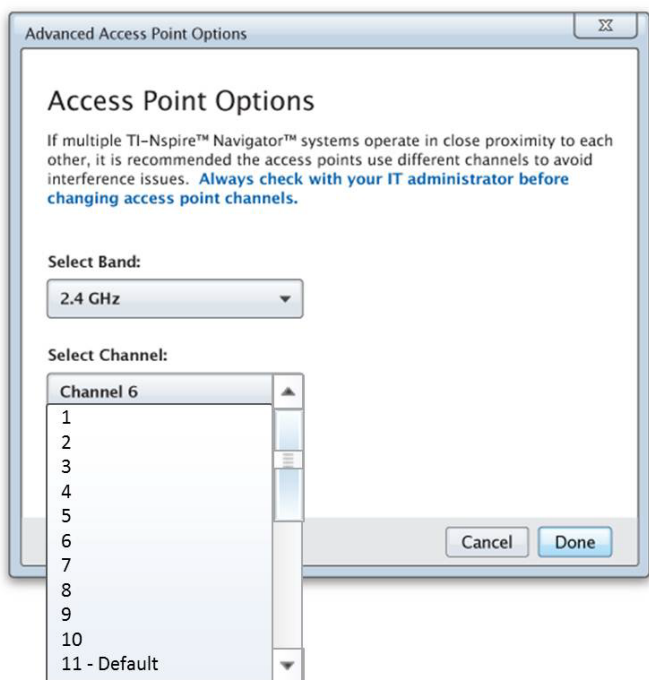 Advanced Access Point Options
Access Point Options
If multiple TI-Nspire™ Navigator™ systems operate in close proximity to each
other, it is recommended the access points use different channels to avoid
interference issues. Always check with your IT administrator before
changing access point channels.
Select Band:
2.4 GHz
Select Channel:
Channel 6
1
2
3
4
5
6
7
8
9
10
11 - Default
Cancel
Done